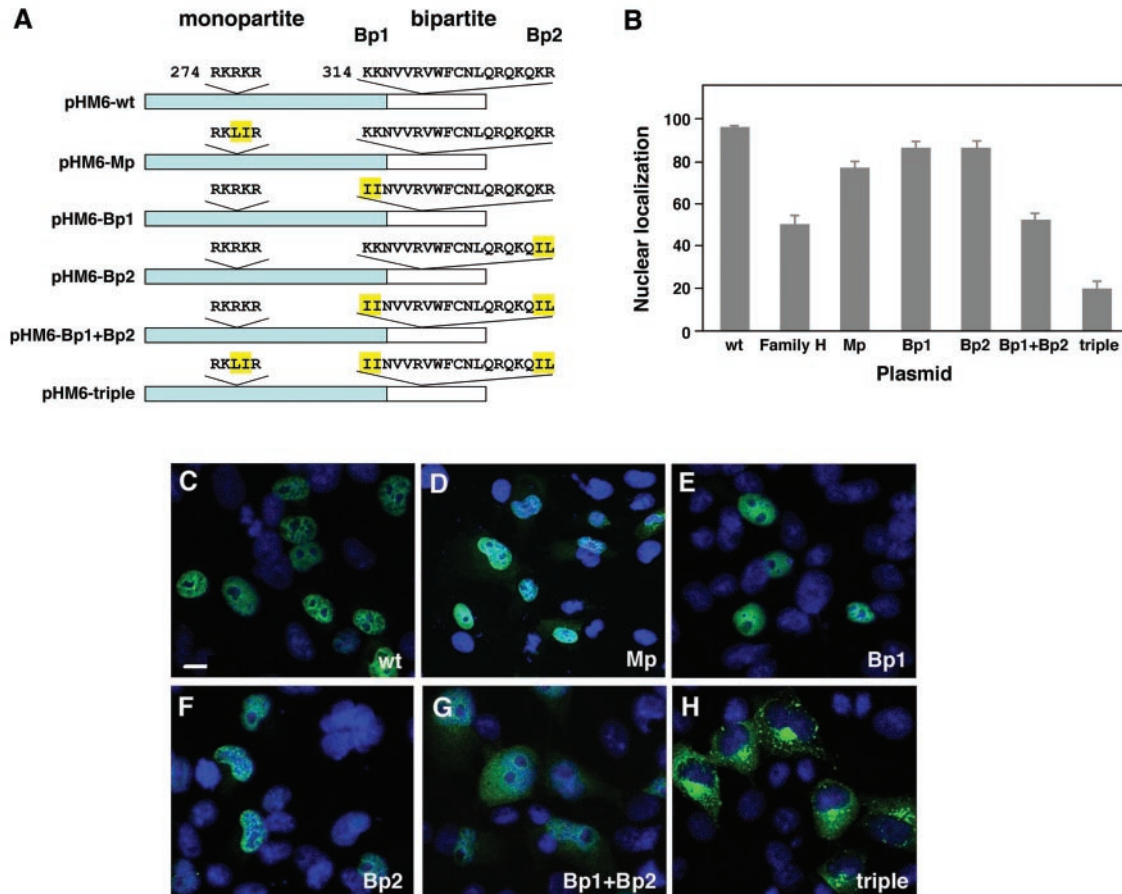 A
monopartite
bipartite
Bp1
Bp2
274 RKRKR 314 KKNVVRVWFCNLQRQKQKR
pHM6-wt
RKLIR KKNVVRVWFCNLQRQKQKR
pHM6-Mp
RKRKR IINVVRVWFCNLQRQKQKR
pHM6-Bp1
RKRKR KKNVVRVWFCNLQRQKQIL
pHM6-Bp2
RKRKR IINVVRVWFCNLQRQKQIL
pHM6-Bp1+Bp2
RKLIR IINVVRVWFCNLQRQKQIL
pHM6-triple
B
Nuclear localization
100
80
60
40
20
0
wt Family H Mp Bp1 Bp2 Bp1+Bp2 triple
Plasmid
C
wt
D
Mp
E
Bp1
F
Bp2
G
Bp1+Bp2
H
triple